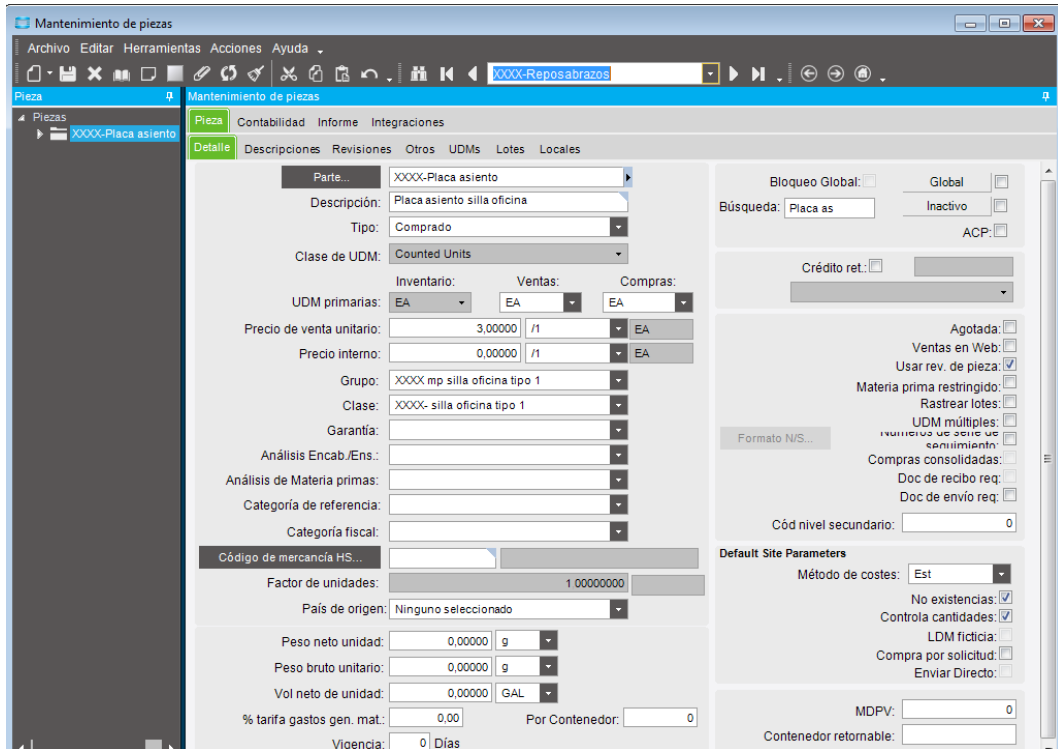 Mantenimiento de piezas
Archivo Editar Herramientas Acciones Ayuda
XXXX-Reposabrazos
Pieza
Mantenimiento de piezas
Piezas
XXXX-Placa asiento
Pieza Contabilidad Informe Integraciones
Detalle Descripciones Revisiones Otros UDMs Lotes Locales
Parte... XXXX-Placa asiento
Descripción: Placa asiento silla oficina
Tipo: Comprado
Clase de UDM: Counted Units
Inventario: Ventas: Compras:
UDM primarias: EA EA EA
Precio de venta unitario: 3,00000 /1 EA
Precio interno: 0,00000 /1 EA
Grupo: XXXX mp silla oficina tipo 1
Clase: XXXX- silla oficina tipo 1
Garantía:
Análisis Encab./Ens.:
Análisis de Materia primas:
Categoría de referencia:
Categoría fiscal:
Código de mercancía HS...
Factor de unidades: 1 00000000
País de origen: Ninguno seleccionado
Peso neto unidad: 0,00000 g
Peso bruto unitario: 0,00000 g
Vol neto de unidad: 0,00000 GAL
% tarifa gastos gen. mat.: 0,00 Por Contenedor: 0
Vigencia: 0 Días
Bloqueo Global: Global
Búsqueda: Placa as Inactivo
ACP:
Crédito ret.:
Agotada:
Ventas en Web:
Usar rev. de pieza:
Materia prima restringido:
Rastrear lotes:
UDM múltiples:
Formato N/S... Números de serie de
seguimiento:
Compras consolidadas:
Doc de recibo req:
Doc de envío req:
Cód nivel secundario: 0
Default Site Parameters
Método de costes: Est
No existencias:
Controla cantidades:
LDM ficticia:
Compra por solicitud:
Enviar Directo:
MDPV: 0
Contenedor retornable: